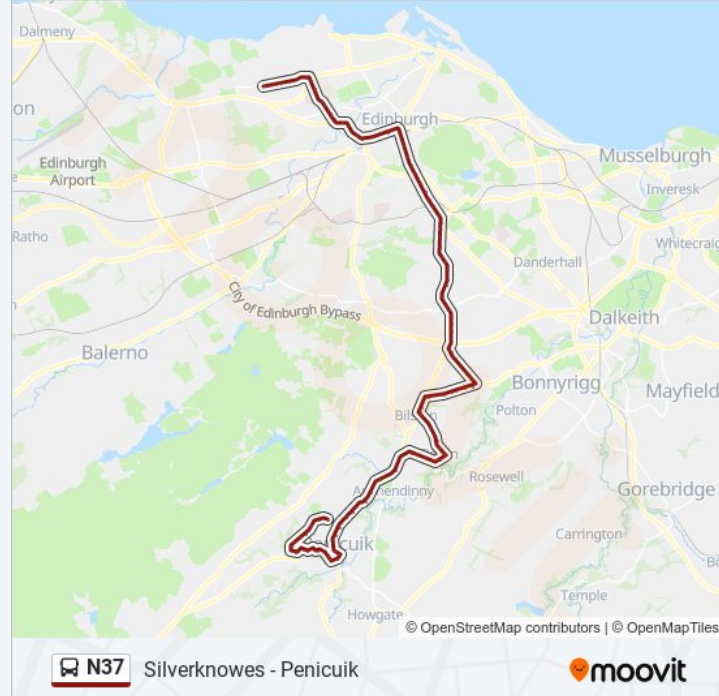 Dalmeny
on
Edinburgh
Edinburgh
Airport
Musselburgh
Inveresk
Ratho
Whitecraig
Danderhall
City of Edinburgh Bypass
Dalkeith
Balerno
Bonnyrigg
Mayfield
Polton
Rosewell
Gorebridge
Carrington
Temple
Howgate
© OpenStreetMap contributors | © OpenMapTiles
N37 Silverknowes - Penicuik
moovit